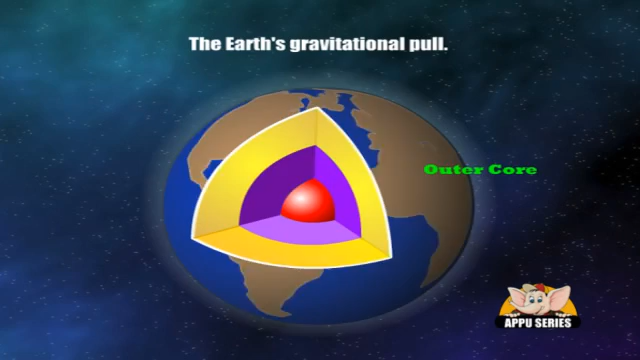 The Earth's gravitational pull.
Outer Core
APPU SERIES